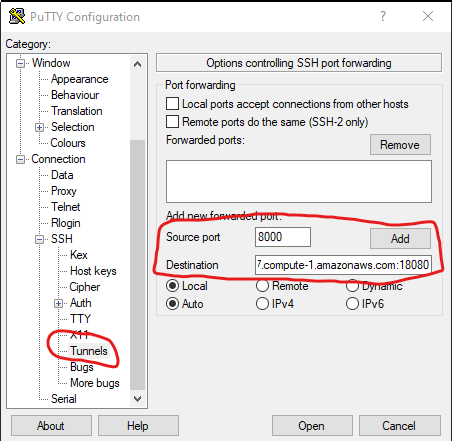 PuTTY Configuration
?
Category:
Window
Appearance
Behaviour
Translation
Selection
Colours
Connection
Data
Proxy
Telnet
Rlogin
SSH
Kex
Host keys
Cipher
Auth
TTY
X11
Tunnels
Bugs
More bugs
Serial
Options controlling SSH port forwarding
Port forwarding
Local ports accept connections from other hosts
Remote ports do the same (SSH-2 only)
Forwarded ports:
Remove
Add new forwarded port:
Source port 8000 Add
Destination 7.compute-1.amazonaws.com:18080
Local Remote Dynamic
Auto IPv4 IPv6
About Help Open Cancel